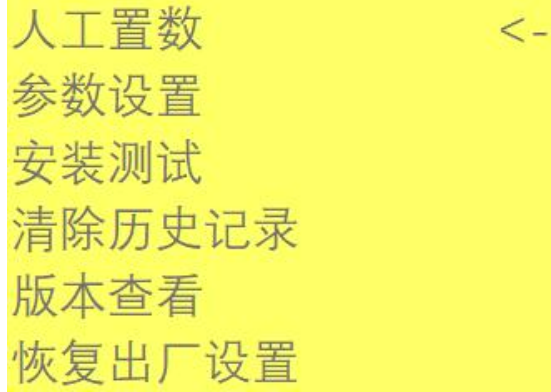 人工置数 <-
参数设置
安装测试
清除历史记录
版本查看
恢复出厂设置